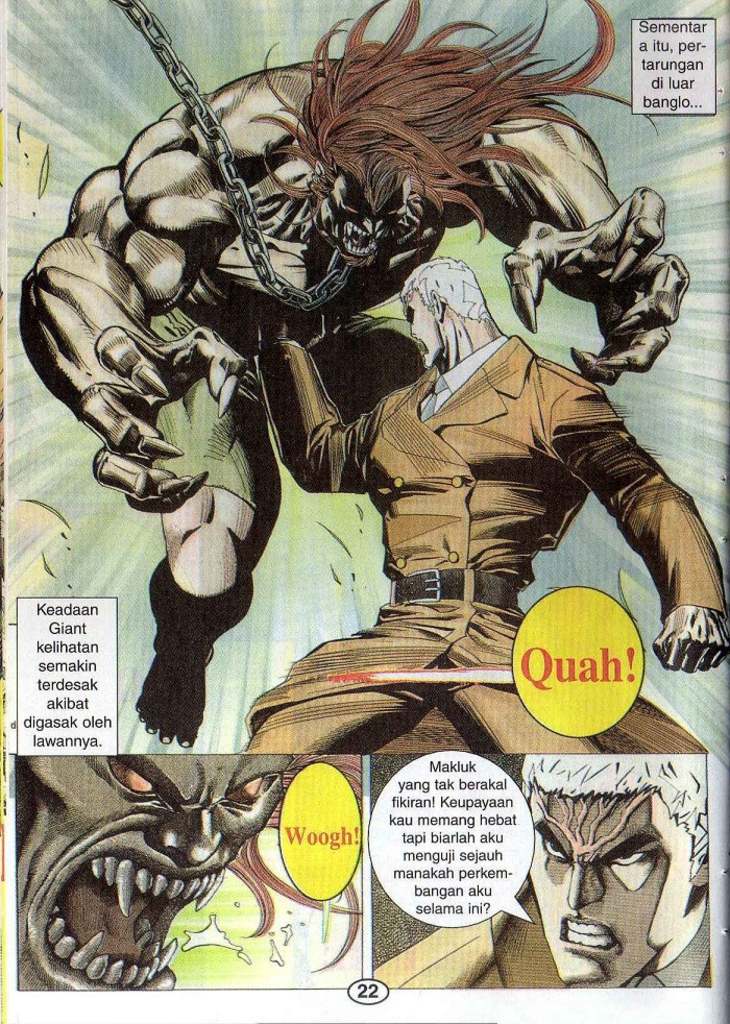 Sementar
a itu, per-
tarungan
di luar
banglo...
Keadaan
Giant
kelihatan
semakin
terdesak
akibat
digasak oleh
lawannya.
Quah!
Woogh!
Makluk
yang tak berakal
fikiran! Keupayaan
kau memang hebat
tapi biarlah aku
menguji sejauh
manakah perkem-
bangan aku
selama ini?
22